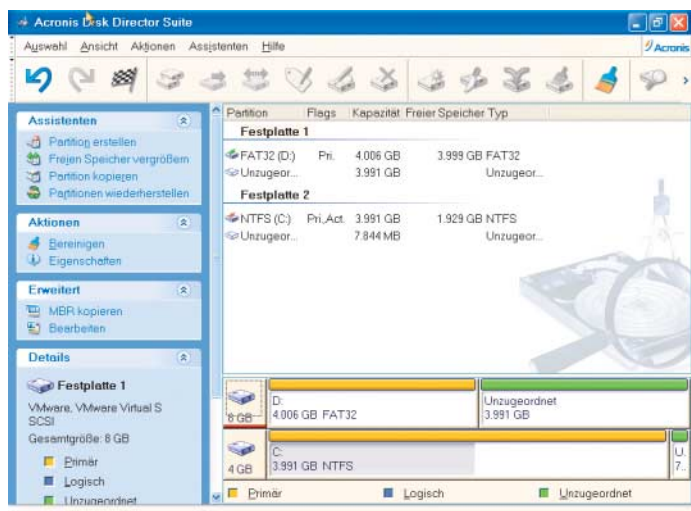 Acronis Disk Director Suite
Auswahl Ansicht Aktionen Assistenten Hilfe
Acronis
Assistenten
Partition erstellen
Freien Speicher vergrößern
Partition kopieren
Partitionen wiederherstellen
Aktionen
Bereinigen
Eigenschaften
Erweitert
MBR kopieren
Bearbeiten
Details
Festplatte 1
VMware, VMware Virtual S
SCSI
Gesamtgröße: 8 GB
Primär
Logisch
Unzugeordnet
Partition Flags Kapazität Freier Speicher Typ
Festplatte 1
FAT32 (D:) Pri. 4.006 GB 3.999 GB FAT32
Unzugeor... 3.991 GB Unzugeor...
Festplatte 2
NTFS (C:) Pri.,Act. 3.991 GB 1.929 GB NTFS
Unzugeor... 7.844 MB Unzugeor...
8 GB
D:
4.006 GB FAT32
Unzugeordnet
3.991 GB
4 GB
C:
3.991 GB NTFS
U.
7..
Primär Logisch Unzugeordnet